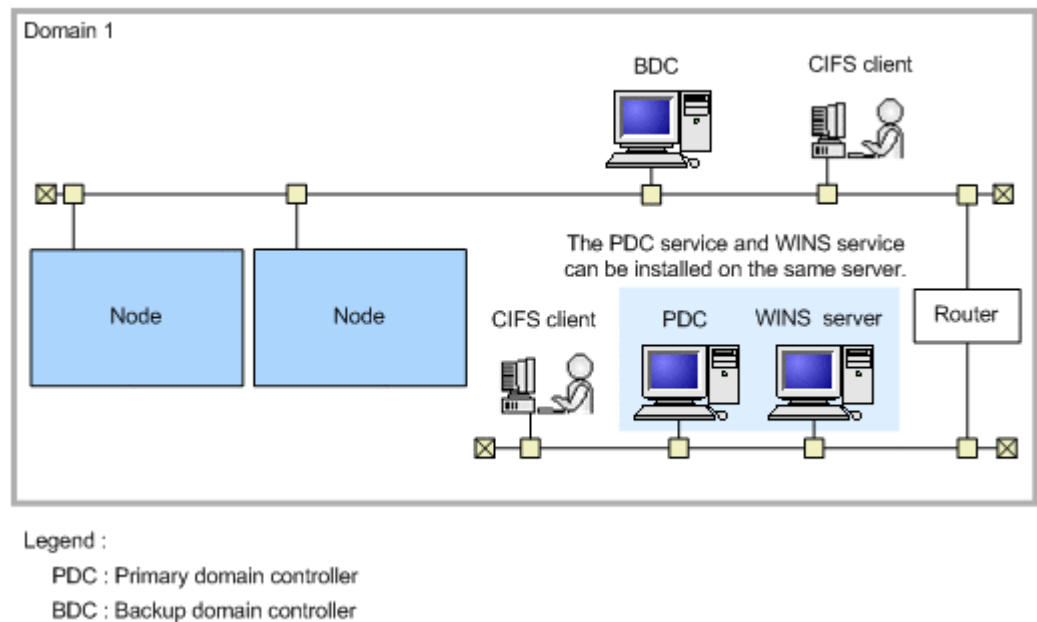 Domain 1
BDC
CIFS client
The PDC service and WINS service
can be installed on the same server.
Node
Node
CIFS client
PDC
WINS server
Router
Legend :
PDC : Primary domain controller
BDC : Backup domain controller